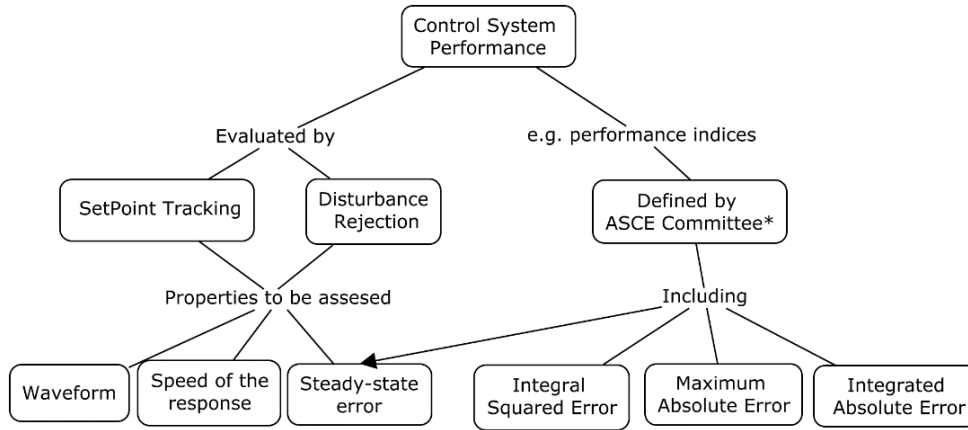 Control System
Performance
Evaluated by
e.g. performance indices
SetPoint Tracking
Disturbance
Rejection
Defined by
ASCE Committee*
Properties to be assesed
Including
Waveform
Speed of the
response
Steady-state
error
Integral
Squared Error
Maximum
Absolute Error
Integrated
Absolute Error